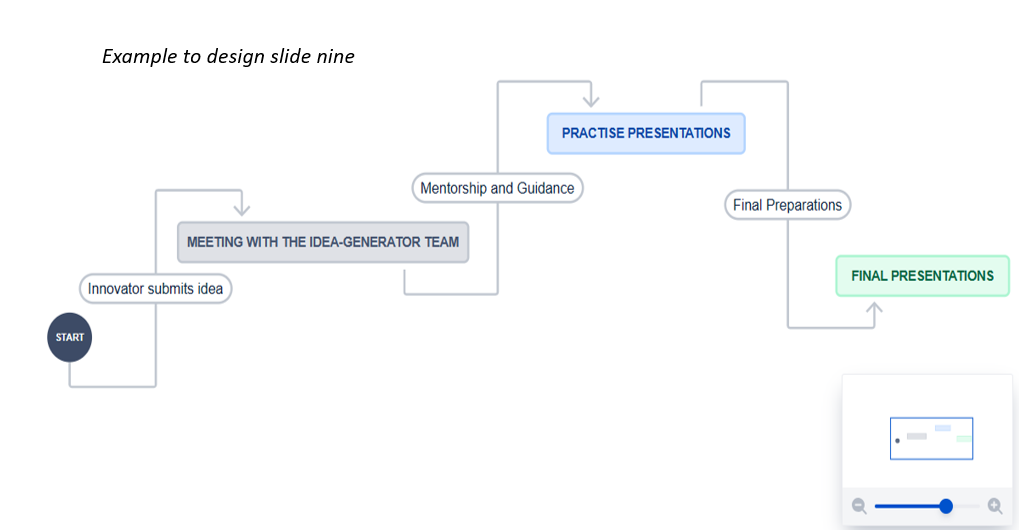 Example to design slide nine
PRACTISE PRESENTATIONS
Mentorship and Guidance
Final Preparations
MEETING WITH THE IDEA-GENERATOR TEAM
FINAL PRESENTATIONS
Innovator submits idea
START